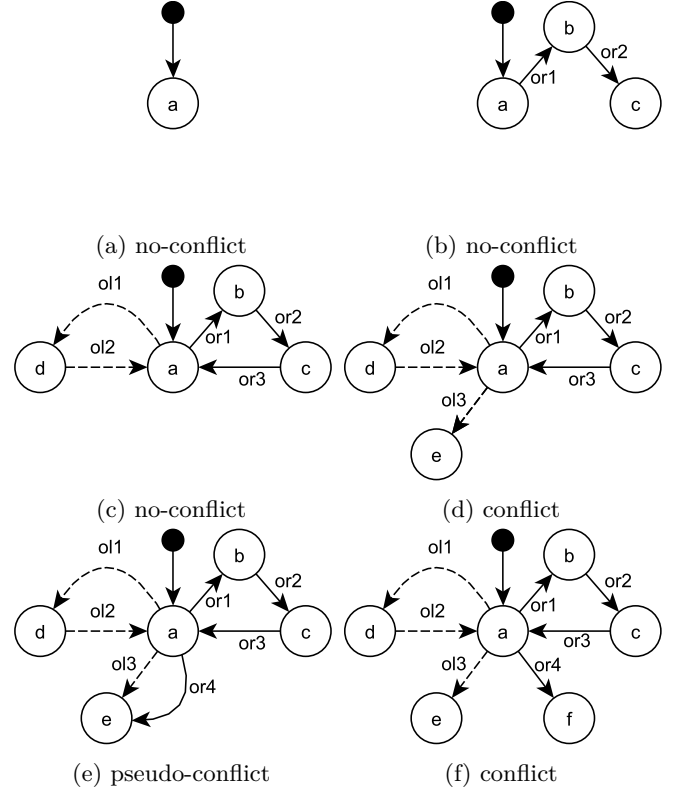 a
b
or1
or2
a
c
(a) no-conflict
(b) no-conflict
ol1
b
or2
or1
d
ol2
a
or3
c
ol1
b
or2
or1
d
ol2
a
or3
c
ol3
e
(c) no-conflict
(d) conflict
ol1
b
or2
or1
d
ol2
a
or3
c
ol3
or4
e
ol1
b
or2
or1
d
ol2
a
or3
c
ol3
or4
e
f
(e) pseudo-conflict
(f) conflict